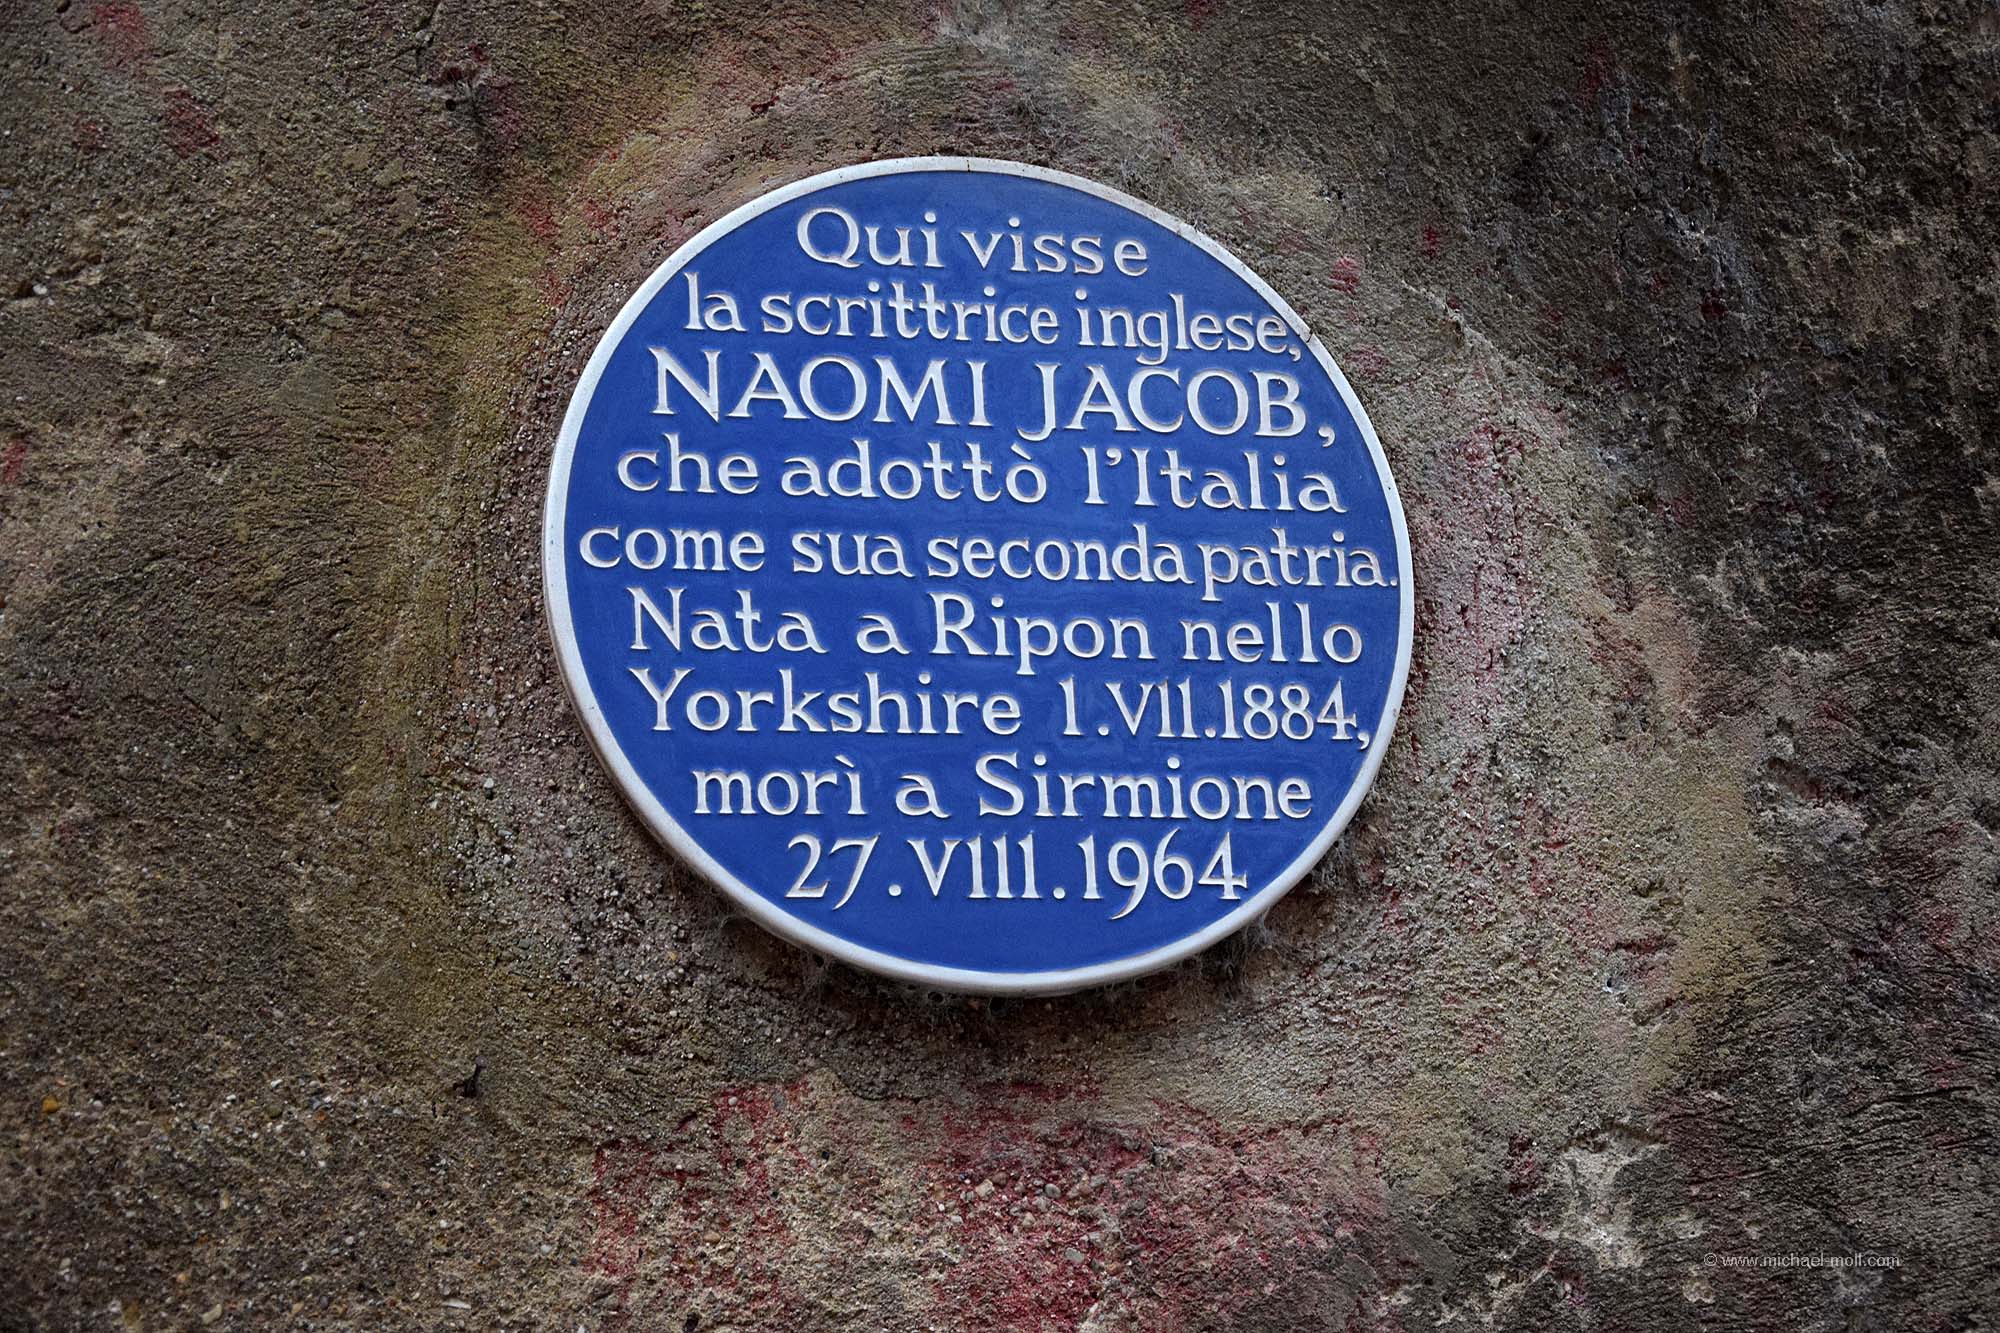 Qui visse
la scrittrice inglese,
NAOMI JACOB,
che adottò l'Italia
come sua seconda patria.
Nata a Ripon nello
Yorkshire 1.VII.1884,
morì a Sirmione
27.VIII.1964
© www.michael-moll.com